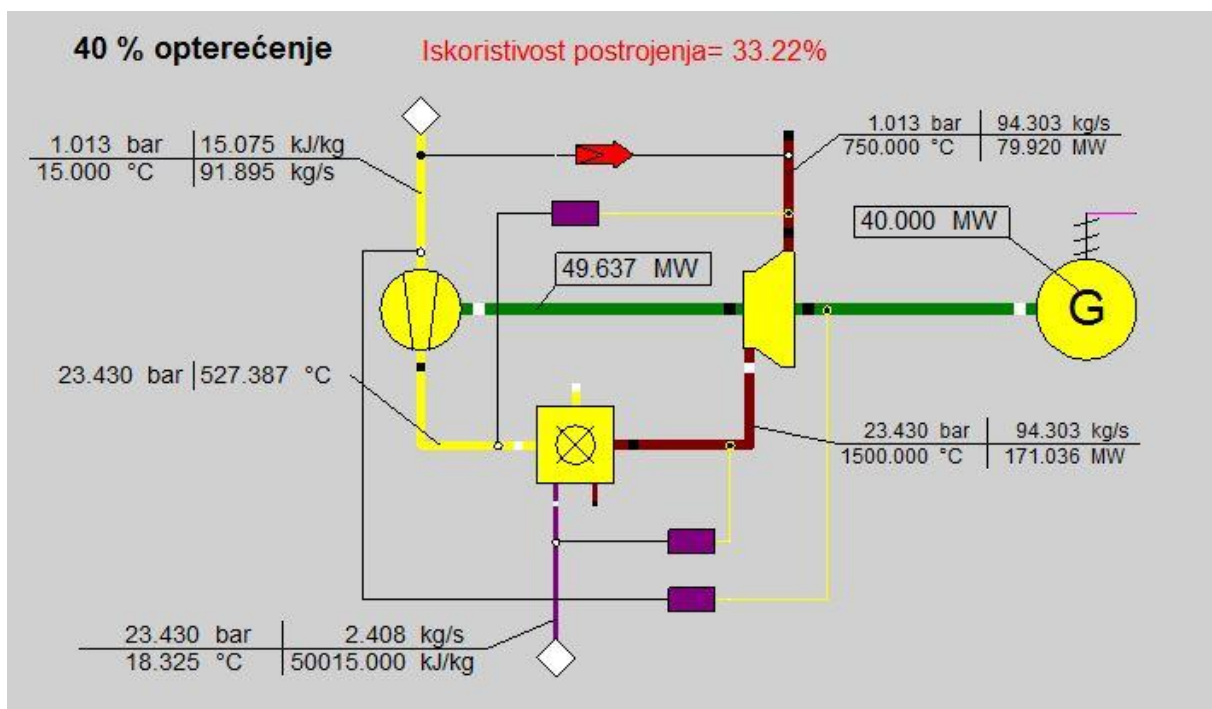 40 % opterećenje
Iskoristivost postrojenja= 33.22%
1.013 bar 15.075 kJ/kg
15.000 °C 91.895 kg/s
1.013 bar 94.303 kg/s
750.000 °C 79.920 MW
40.000 MW
49.637 MW
G
23.430 bar 527.387 °C
23.430 bar 94.303 kg/s
1500.000 °C 171.036 MW
23.430 bar 2.408 kg/s
18.325 °C 50015.000 kJ/kg